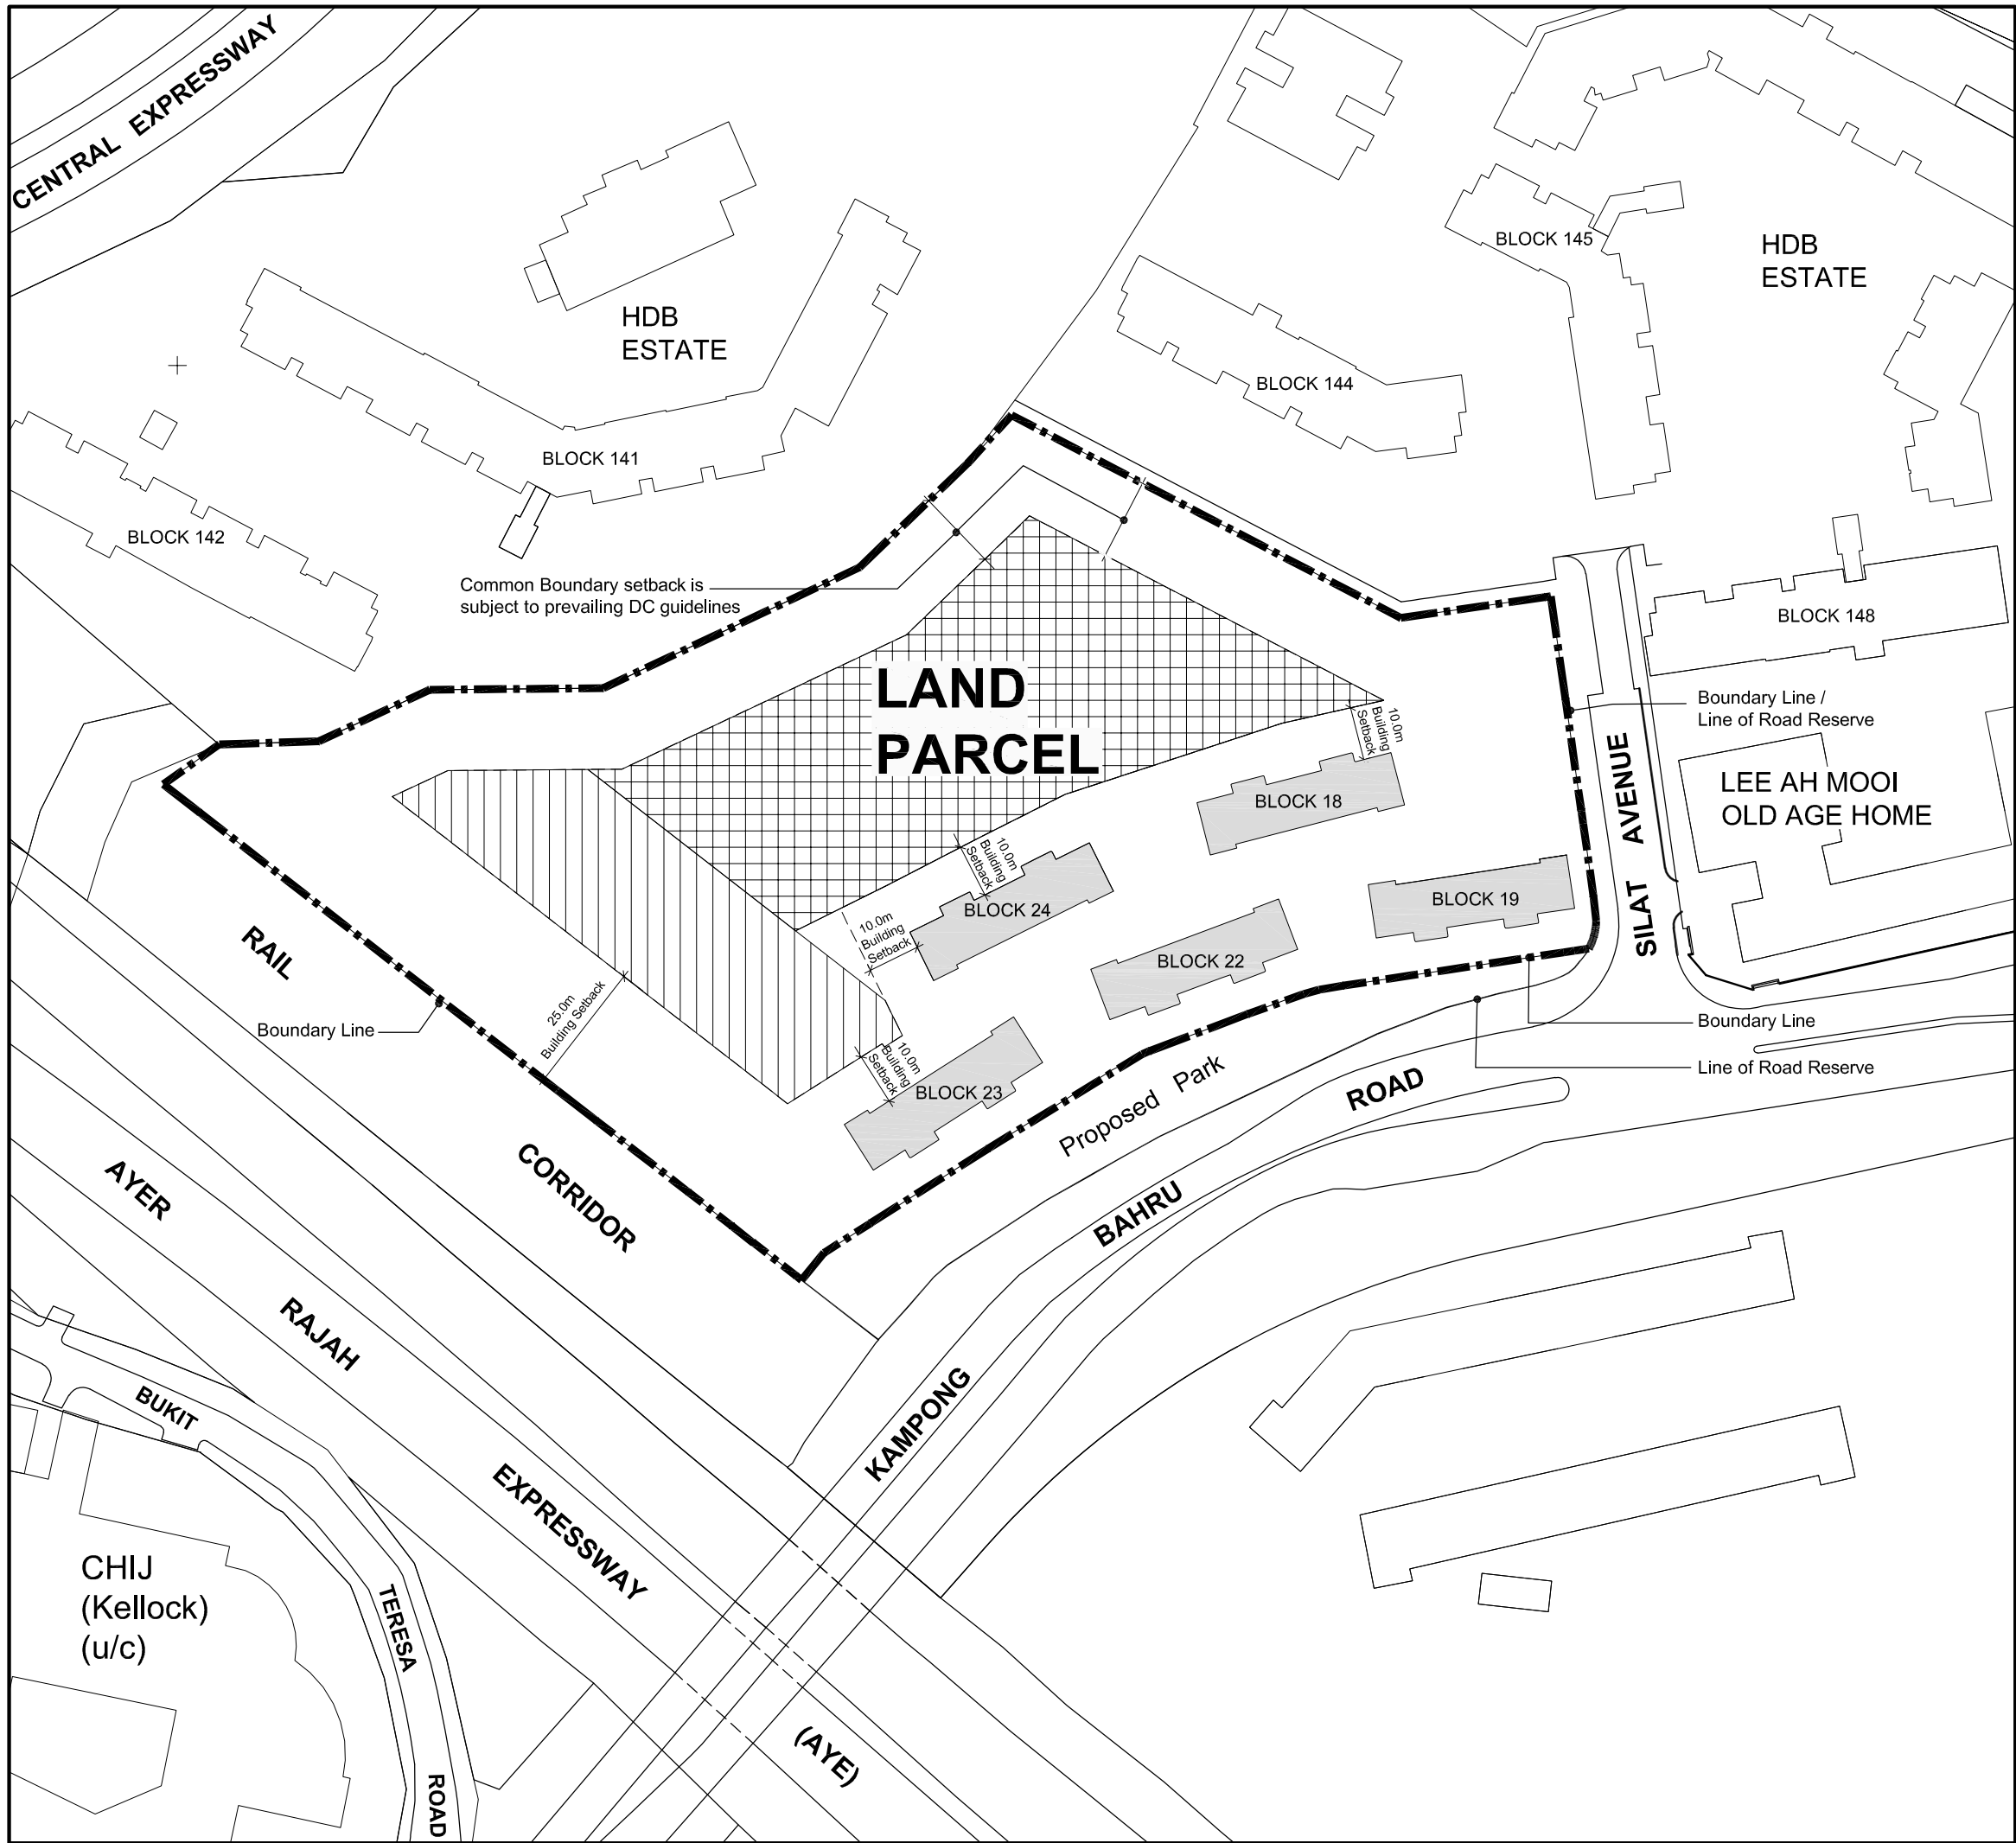 CENTRAL EXPRESSWAY
HDB
ESTATE
BLOCK 145
HDB
ESTATE
BLOCK 144
BLOCK 141
BLOCK 142
Common Boundary setback is
subject to prevailing DC guidelines
BLOCK 148
LAND
PARCEL
Boundary Line /
Line of Road Reserve
10.0m
Building
Setback
SILAT AVENUE
LEE AH MOOI
OLD AGE HOME
BLOCK 18
10.0m
Building
Setback
BLOCK 24
BLOCK 19
10.0m
Building
Setback
BLOCK 22
RAIL
CORRIDOR
25.0m
Building Setback
Boundary Line
Boundary Line
10.0m
Building
Setback
BLOCK 23
Line of Road Reserve
Proposed Park
KAMPONG BAHRU ROAD
AYER RAJAH EXPRESSWAY (AYE)
BUKIT TERESA ROAD
CHIJ
(Kellock)
(u/c)